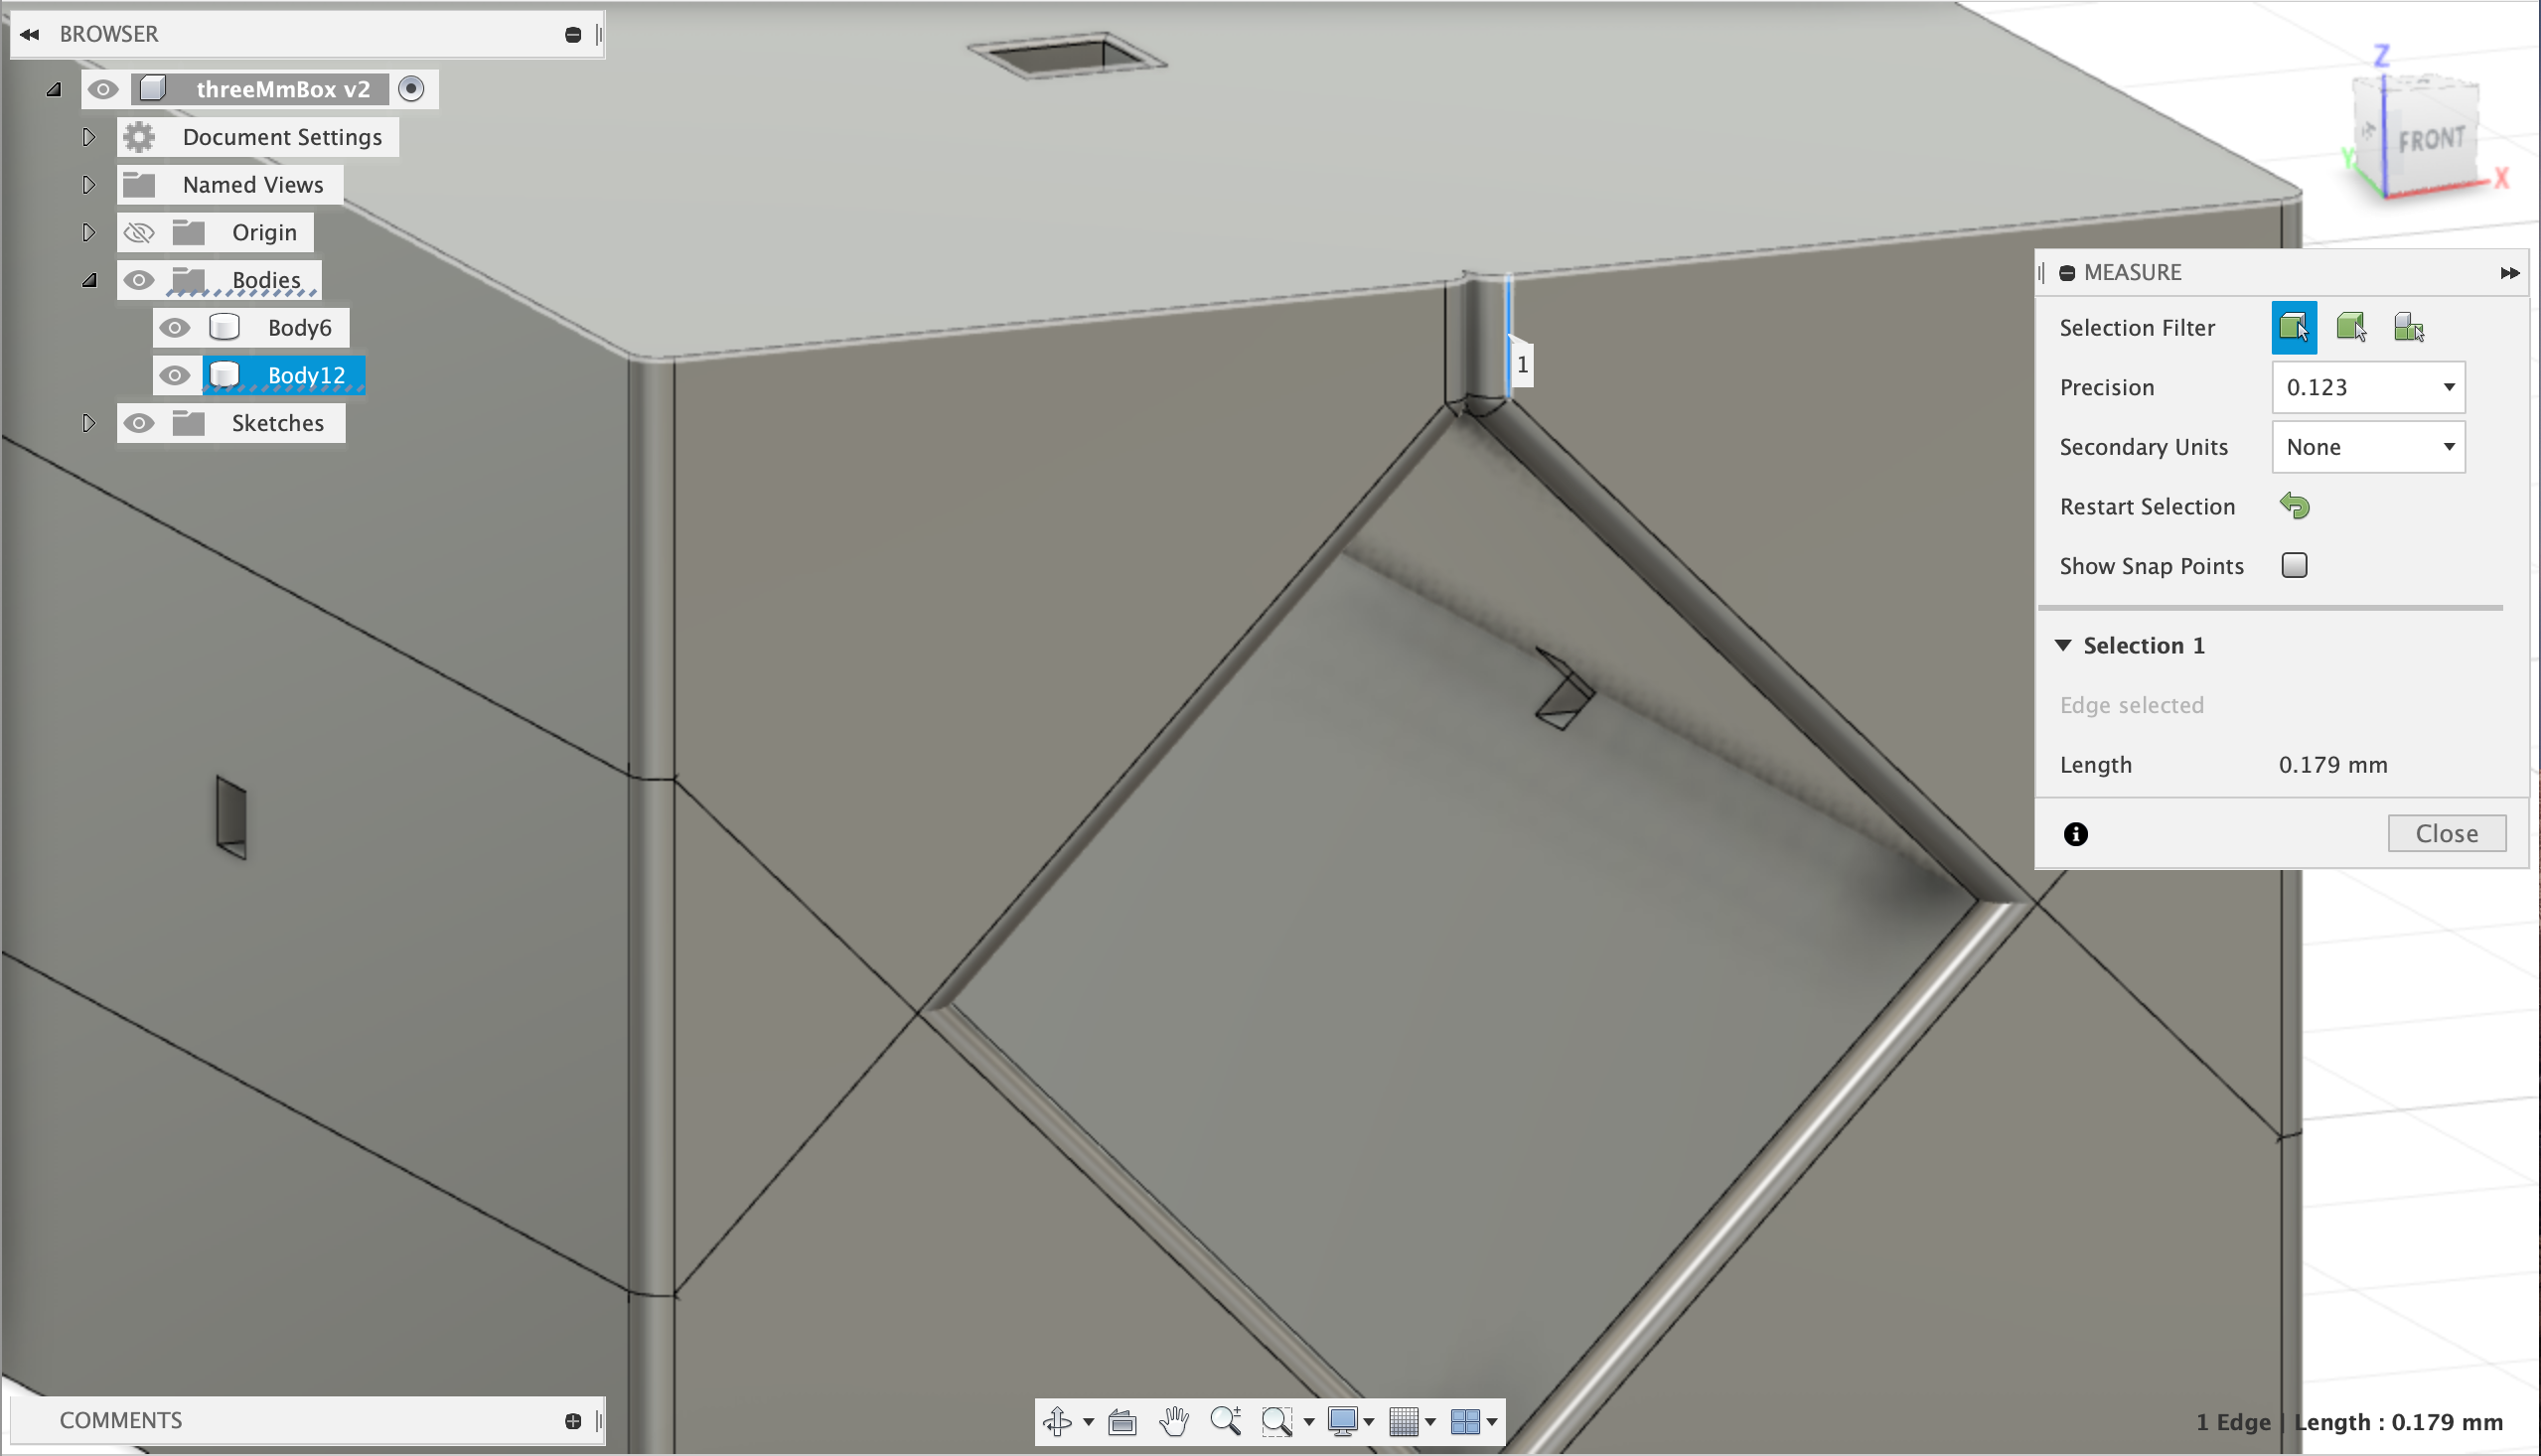 BROWSER
threeMmBox v2
Document Settings
Named Views
Origin
Bodies
Body6
Body12
Sketches
Z
FRONT
Y
X
1
MEASURE
Selection Filter
Precision
0.123
Secondary Units
None
Restart Selection
Show Snap Points
Selection 1
Edge selected
Length
0.179 mm
Close
COMMENTS
1 Edge | Length : 0.179 mm